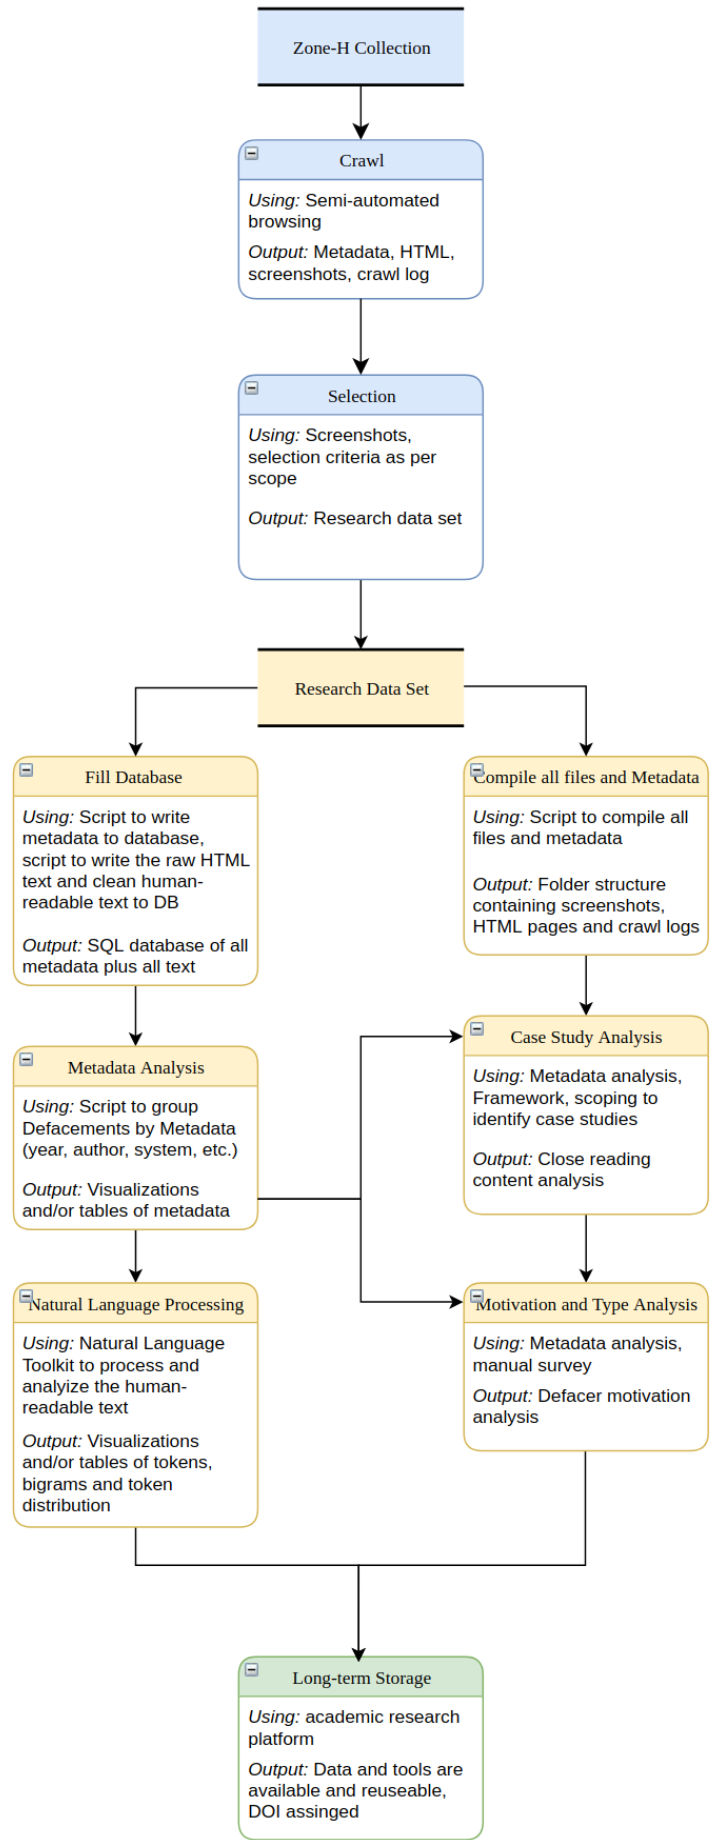 Zone-H Collection
Crawl
Using: Semi-automated
browsing
Output: Metadata, HTML,
screenshots, crawl log
Selection
Using: Screenshots,
selection criteria as per
scope
Output: Research data set
Research Data Set
Fill Database
Using: Script to write
metadata to database,
script to write the raw HTML
text and clean human-
readable text to DB
Output: SQL database of all
metadata plus all text
Compile all files and Metadata
Using: Script to compile all
files and metadata
Output: Folder structure
containing screenshots,
HTML pages and crawl logs
Metadata Analysis
Using: Script to group
Defacements by Metadata
(year, author, system, etc.)
Output: Visualizations
and/or tables of metadata
Case Study Analysis
Using: Metadata analysis,
Framework, scoping to
identify case studies
Output: Close reading
content analysis
Natural Language Processing
Using: Natural Language
Toolkit to process and
analyize the human-
readable text
Output: Visualizations
and/or tables of tokens,
bigrams and token
distribution
Motivation and Type Analysis
Using: Metadata analysis,
manual survey
Output: Defacer motivation
analysis
Long-term Storage
Using: academic research
platform
Output: Data and tools are
available and reuseable,
DOI assinged